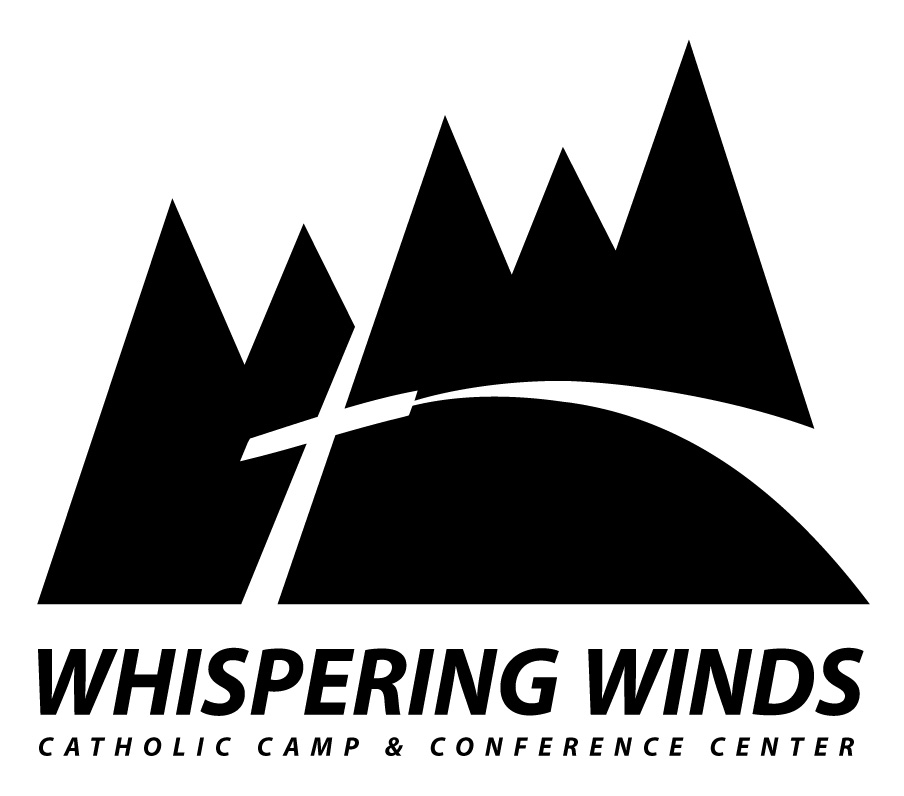 WHISPERING WINDS
CATHOLIC CAMP & CONFERENCE CENTER